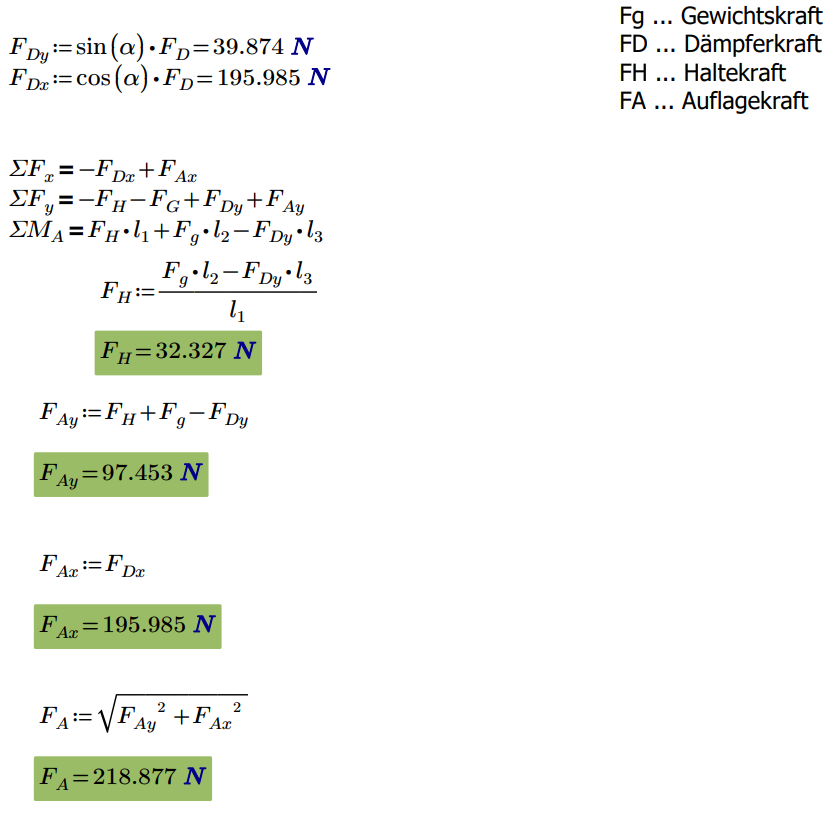 Fg ... Gewichtskraft
FD ... Dämpferkraft
FH ... Haltekraft
FA ... Auflagekraft
F_Dy := sin(α)·F_D = 39.874 N
F_Dx := cos(α)·F_D = 195.985 N
ΣF_x = −F_Dx + F_Ax
ΣF_y = −F_H − F_G + F_Dy + F_Ay
ΣM_A = F_H·l_1 + F_g·l_2 − F_Dy·l_3
F_H := (F_g·l_2 − F_Dy·l_3) / l_1
F_H = 32.327 N
F_Ay := F_H + F_g − F_Dy
F_Ay = 97.453 N
F_Ax := F_Dx
F_Ax = 195.985 N
F_A := √(F_Ay² + F_Ax²)
F_A = 218.877 N